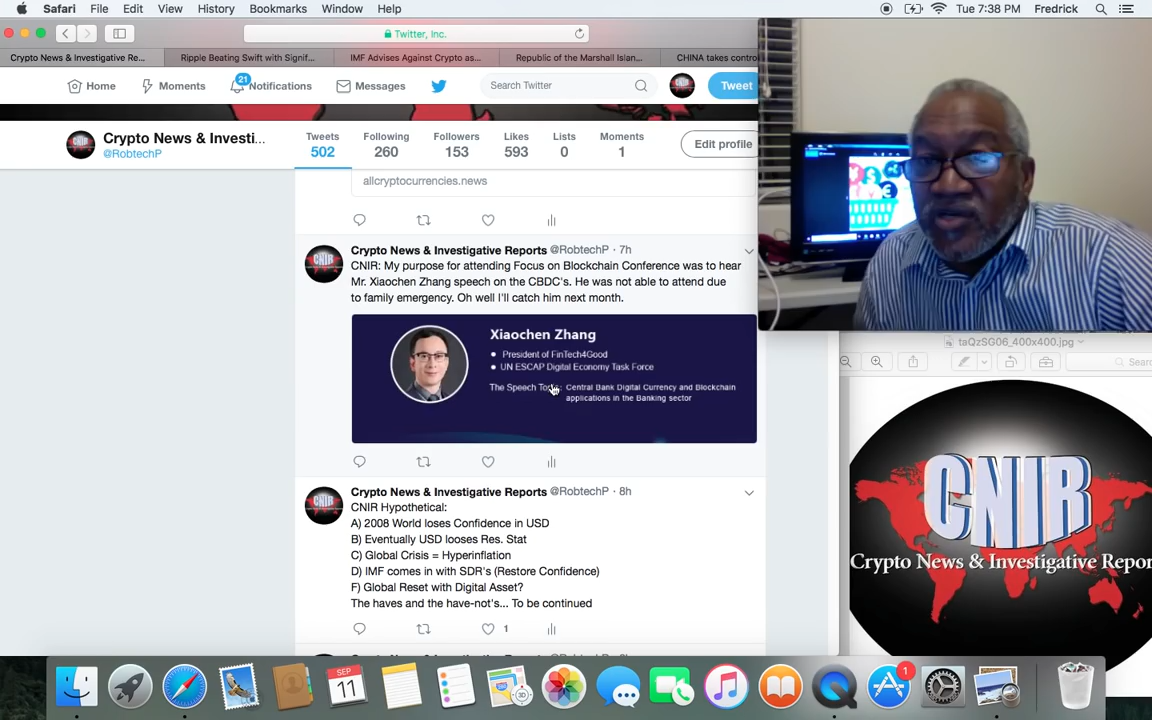 Safari File Edit View History Bookmarks Window Help
Tue 7:38 PM Fredrick
Twitter, Inc.
Crypto News & Investigative Re...
Ripple Beating Swift with Signif...
IMF Advises Against Crypto as...
Republic of the Marshall Islan...
CHINA takes contro
Home
Moments
21
Notifications
Messages
Search Twitter
Tweet
Crypto News & Investi...
@RobtechP
Tweets
502
Following
260
Followers
153
Likes
593
Lists
0
Moments
1
Edit profile
allcryptocurrencies.news
Crypto News & Investigative Reports @RobtechP · 7h
CNIR: My purpose for attending Focus on Blockchain Conference was to hear
Mr. Xiaochen Zhang speech on the CBDC's. He was not able to attend due
to family emergency. Oh well I'll catch him next month.
Xiaochen Zhang
● President of FinTech4Good
● UN ESCAP Digital Economy Task Force
The Speech : Central Bank Digital Currency and Blockchain
applications in the Banking sector
Crypto News & Investigative Reports @RobtechP · 8h
CNIR Hypothetical:
A) 2008 World loses Confidence in USD
B) Eventually USD looses Res. Stat
C) Global Crisis = Hyperinflation
D) IMF comes in with SDR's (Restore Confidence)
F) Global Reset with Digital Asset?
The haves and the have-not's... To be continued
1
taQzSG06_400x400.jpg
Sear
CNIR
Crypto News & Investigative Repor
SEP
11
1